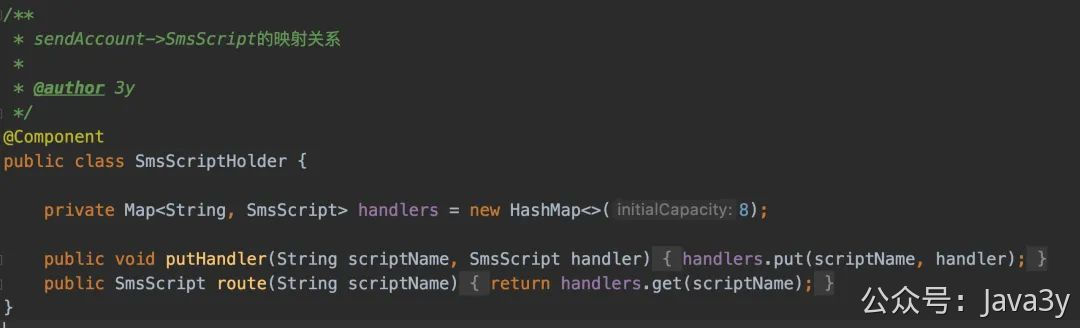 /**
* sendAccount->SmsScript的映射关系
*
* @author 3y
*/
@Component
public class SmsScriptHolder {
private Map<String, SmsScript> handlers = new HashMap<>(initialCapacity: 8);
public void putHandler(String scriptName, SmsScript handler) { handlers.put(scriptName, handler); }
public SmsScript route(String scriptName) { return handlers.get(scriptName); }
}
公众号：Java3y